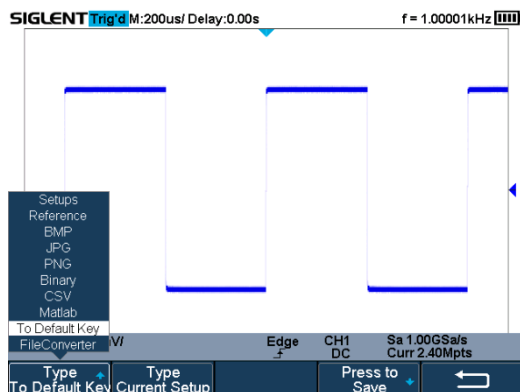 SIGLENT Trig'd M:200us/ Delay:0.00s f = 1.00001kHz
Setups
Reference
BMP
JPG
PNG
Binary
CSV
Matlab
To Default Key
FileConverter
V/ Edge CH1 Sa 1.00GSa/s
DC Curr 2.40Mpts
Type Type Press to
To Default Key Current Setup Save